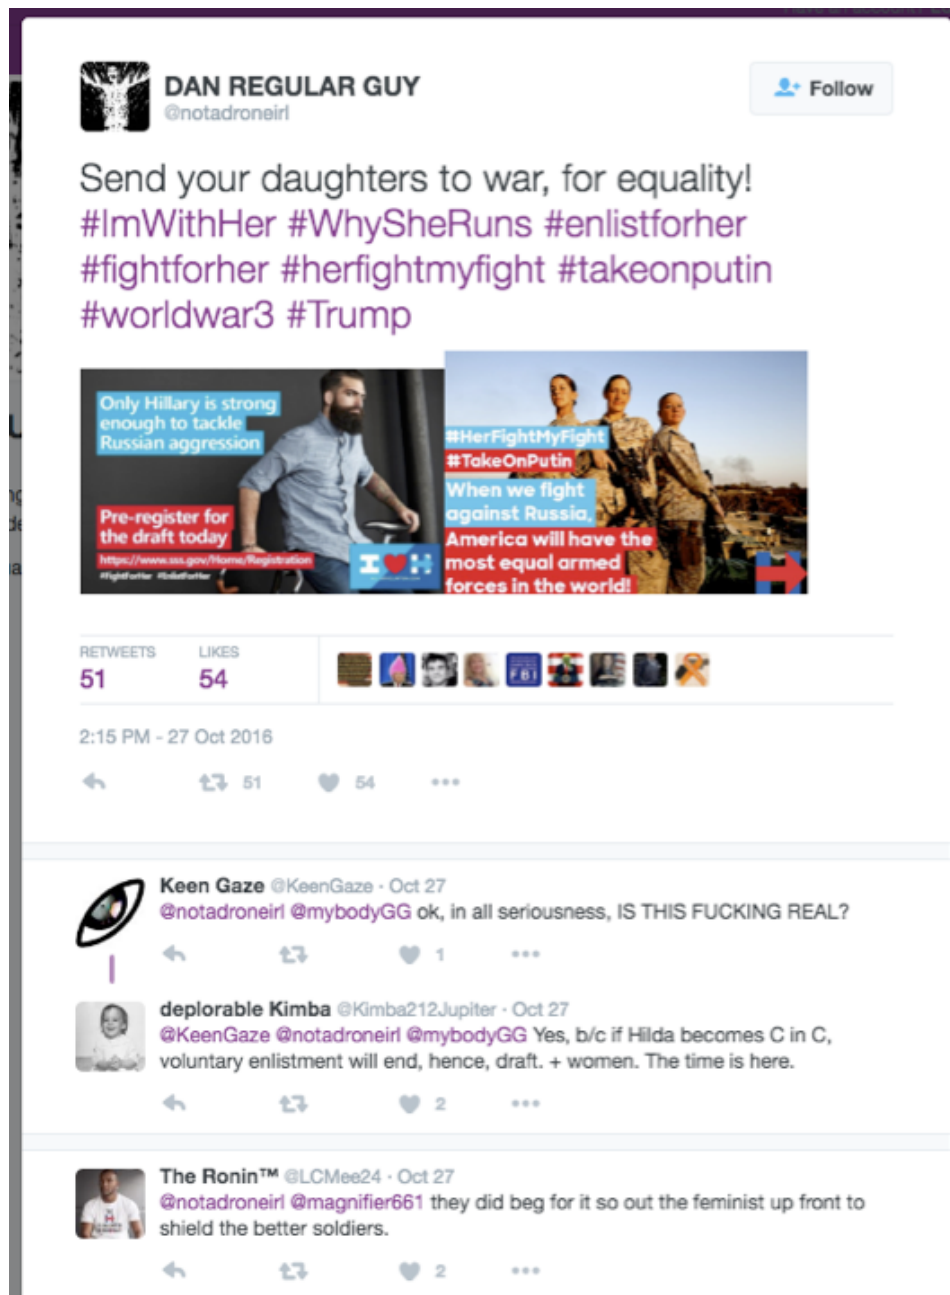 DAN REGULAR GUY
@notadroneirl
Follow
Send your daughters to war, for equality!
#ImWithHer #WhySheRuns #enlistforher
#fightforher #herfightmyfight #takeonputin
#worldwar3 #Trump
Only Hillary is strong
enough to tackle
Russian aggression
Pre-register for
the draft today
https://www.sss.gov/Home/Registration
#FightForHer #EnlistForHer
I ♥ H
#HerFightMyFight
#TakeOnPutin
When we fight
against Russia,
America will have the
most equal armed
forces in the world!
RETWEETS LIKES
51 54
FBI
2:15 PM - 27 Oct 2016
51 54
Keen Gaze @KeenGaze · Oct 27
@notadroneirl @mybodyGG ok, in all seriousness, IS THIS FUCKING REAL?
1
deplorable Kimba @Kimba212Jupiter · Oct 27
@KeenGaze @notadroneirl @mybodyGG Yes, b/c if Hilda becomes C in C,
voluntary enlistment will end, hence, draft. + women. The time is here.
2
The Ronin™ @LCMee24 · Oct 27
@notadroneirl @magnifier661 they did beg for it so out the feminist up front to
shield the better soldiers.
2